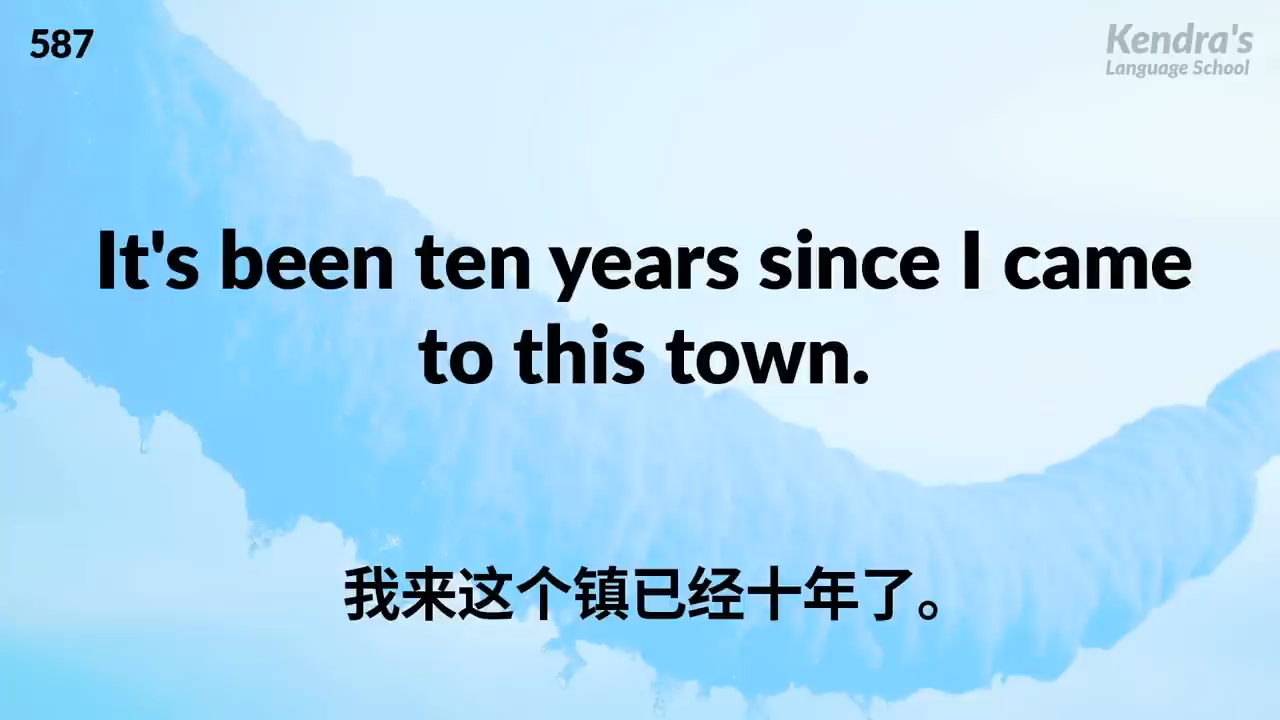 587
Kendra's
Language School
It's been ten years since I came
to this town.
我来这个镇已经十年了。